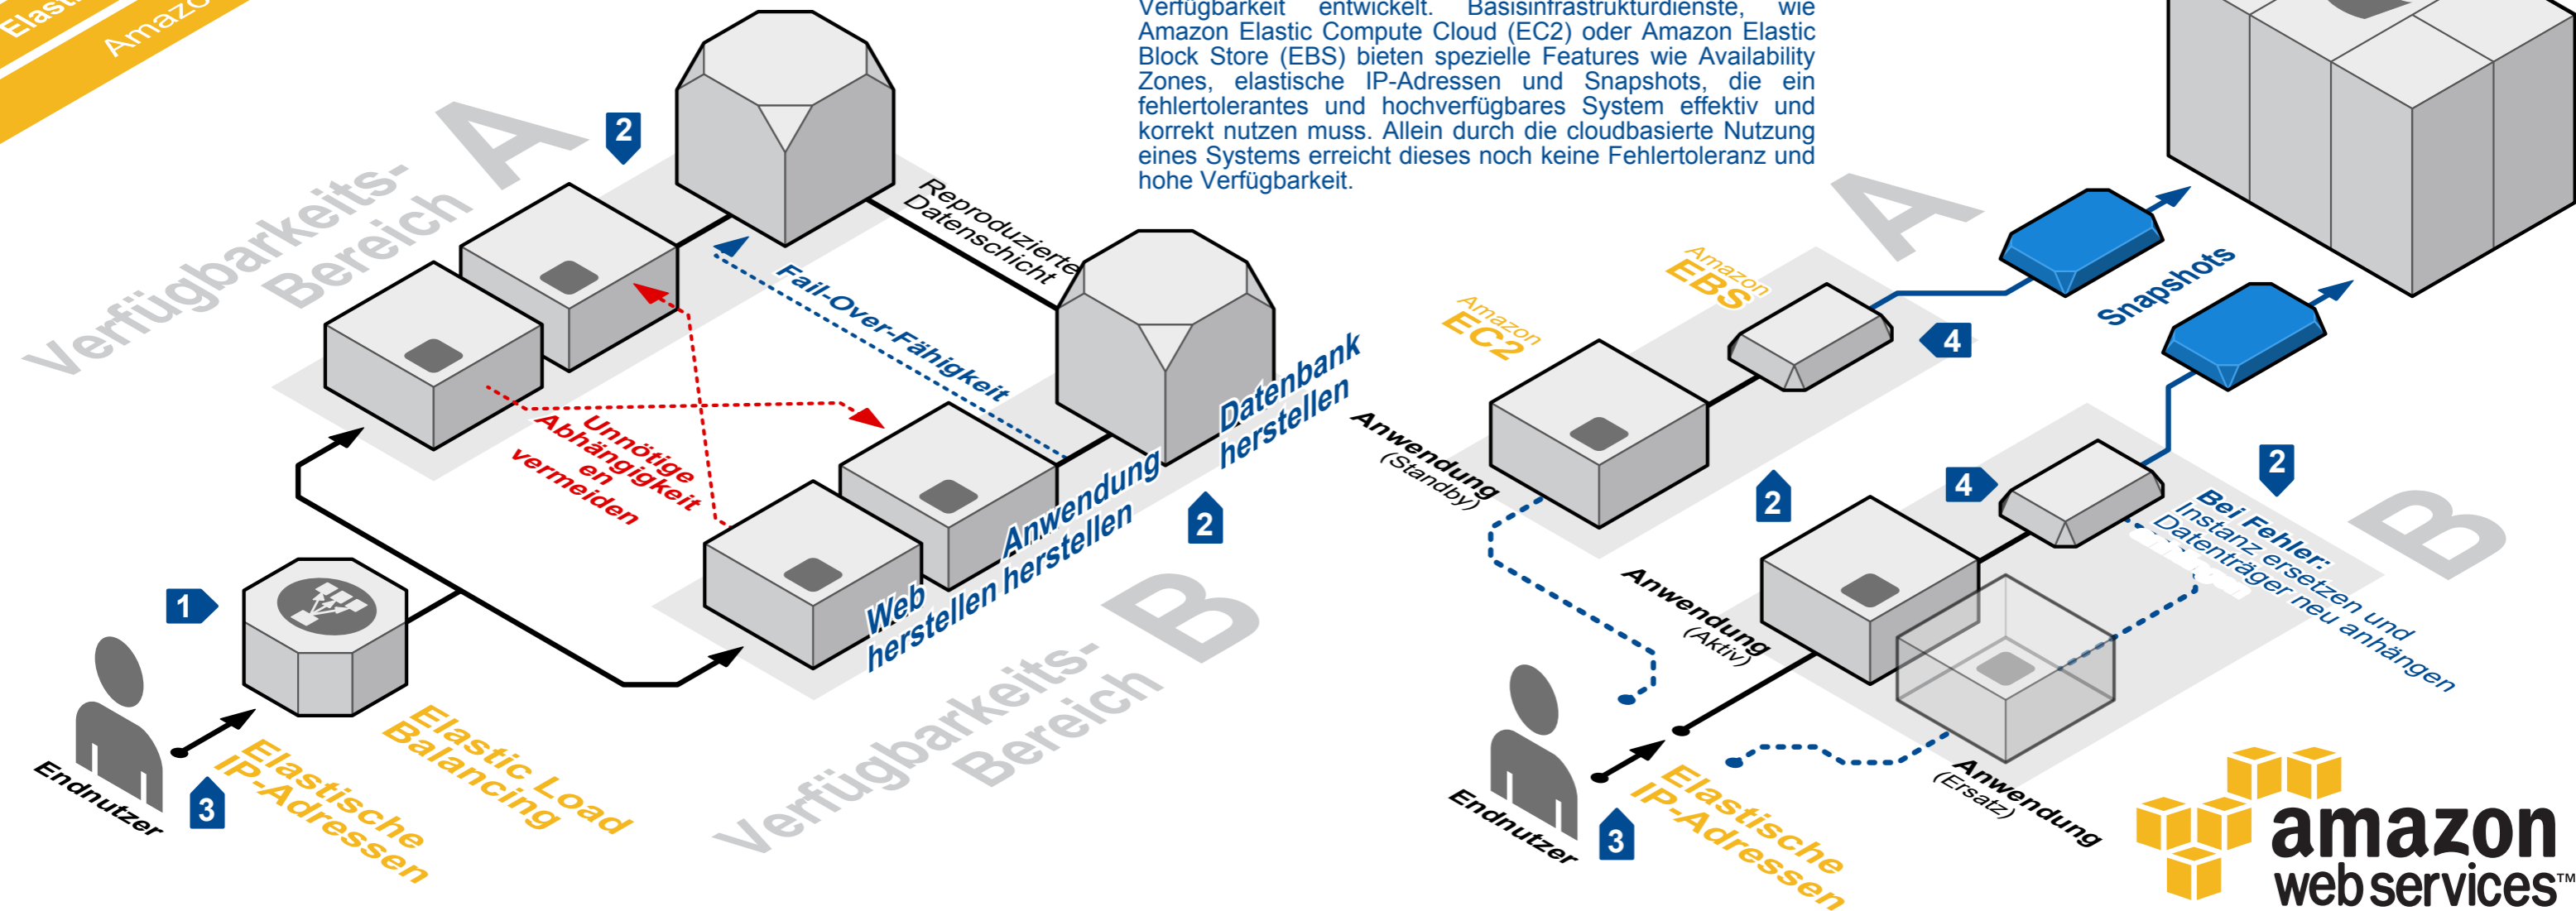 Elast
Amazo
Verfügbarkeit entwickelt. Basisinfrastrukturdienste, wie
Amazon Elastic Compute Cloud (EC2) oder Amazon Elastic
Block Store (EBS) bieten spezielle Features wie Availability
Zones, elastische IP-Adressen und Snapshots, die ein
fehlertolerantes und hochverfügbares System effektiv und
korrekt nutzen muss. Allein durch die cloudbasierte Nutzung
eines Systems erreicht dieses noch keine Fehlertoleranz und
hohe Verfügbarkeit.
Verfügbarkeits-
Bereich
A
2
Reproduzierte
Datenschicht
Fail-Over-Fähigkeit
Unnötige
Abhängigkeit
en
vermeiden
Datenbank
herstellen
Anwendung
herstellen
Web
herstellen
2
1
Endnutzer
3
Elastische
IP-Adressen
Elastic Load
Balancing
Verfügbarkeits-
Bereich
B
A
Amazon
EBS
Amazon
EC2
Snapshots
4
Anwendung
(Standby)
2
4
2
Bei Fehler:
Instanz ersetzen und
Datenträger neu anhängen
B
Anwendung
(Aktiv)
Anwendung
(Ersatz)
Endnutzer
3
Elastische
IP-Adressen
amazon
web services™